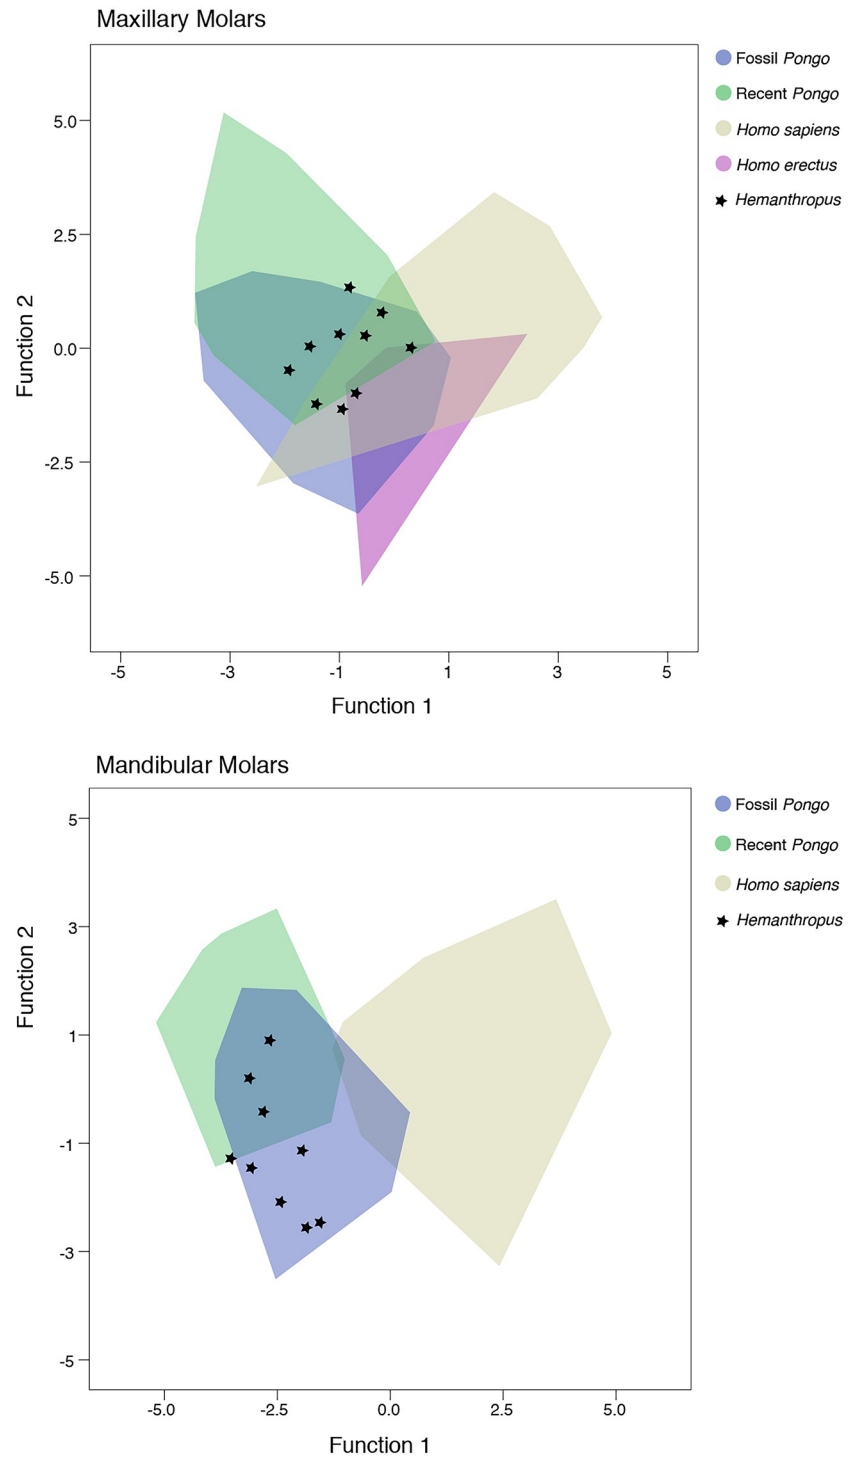 Maxillary Molars
Fossil Pongo
Recent Pongo
Homo sapiens
Homo erectus
Hemanthropus
5.0
2.5
0.0
-2.5
-5.0
Function 2
-5 -3 -1 1 3 5
Function 1
Mandibular Molars
Fossil Pongo
Recent Pongo
Homo sapiens
Hemanthropus
5
3
1
-1
-3
-5
Function 2
-5.0 -2.5 0.0 2.5 5.0
Function 1